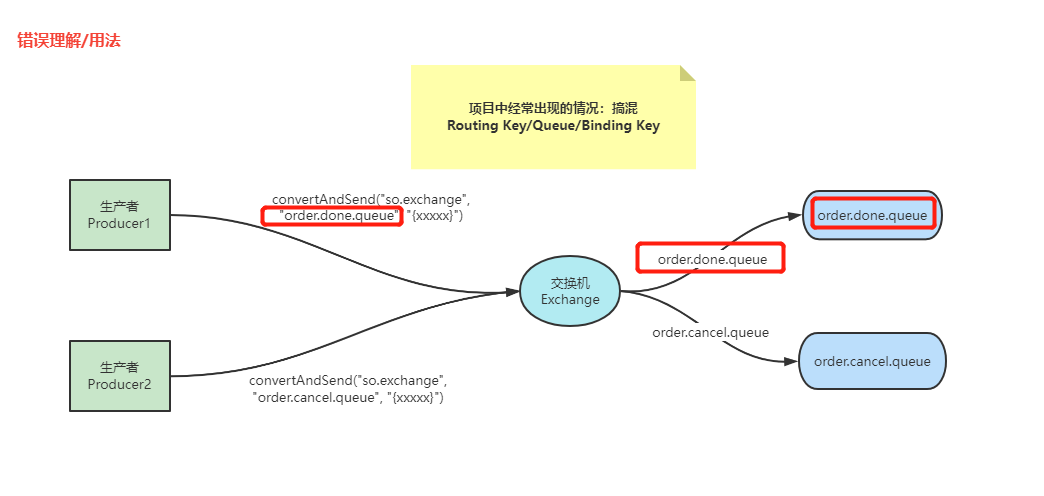 错误理解/用法
项目中经常出现的情况：搞混
Routing Key/Queue/Binding Key
生产者
Producer1
convertAndSend("so.exchange",
"order.done.queue", "{xxxxx}")
order.done.queue
order.done.queue
交换机
Exchange
order.cancel.queue
order.cancel.queue
生产者
Producer2
convertAndSend("so.exchange",
"order.cancel.queue", "{xxxxx}")